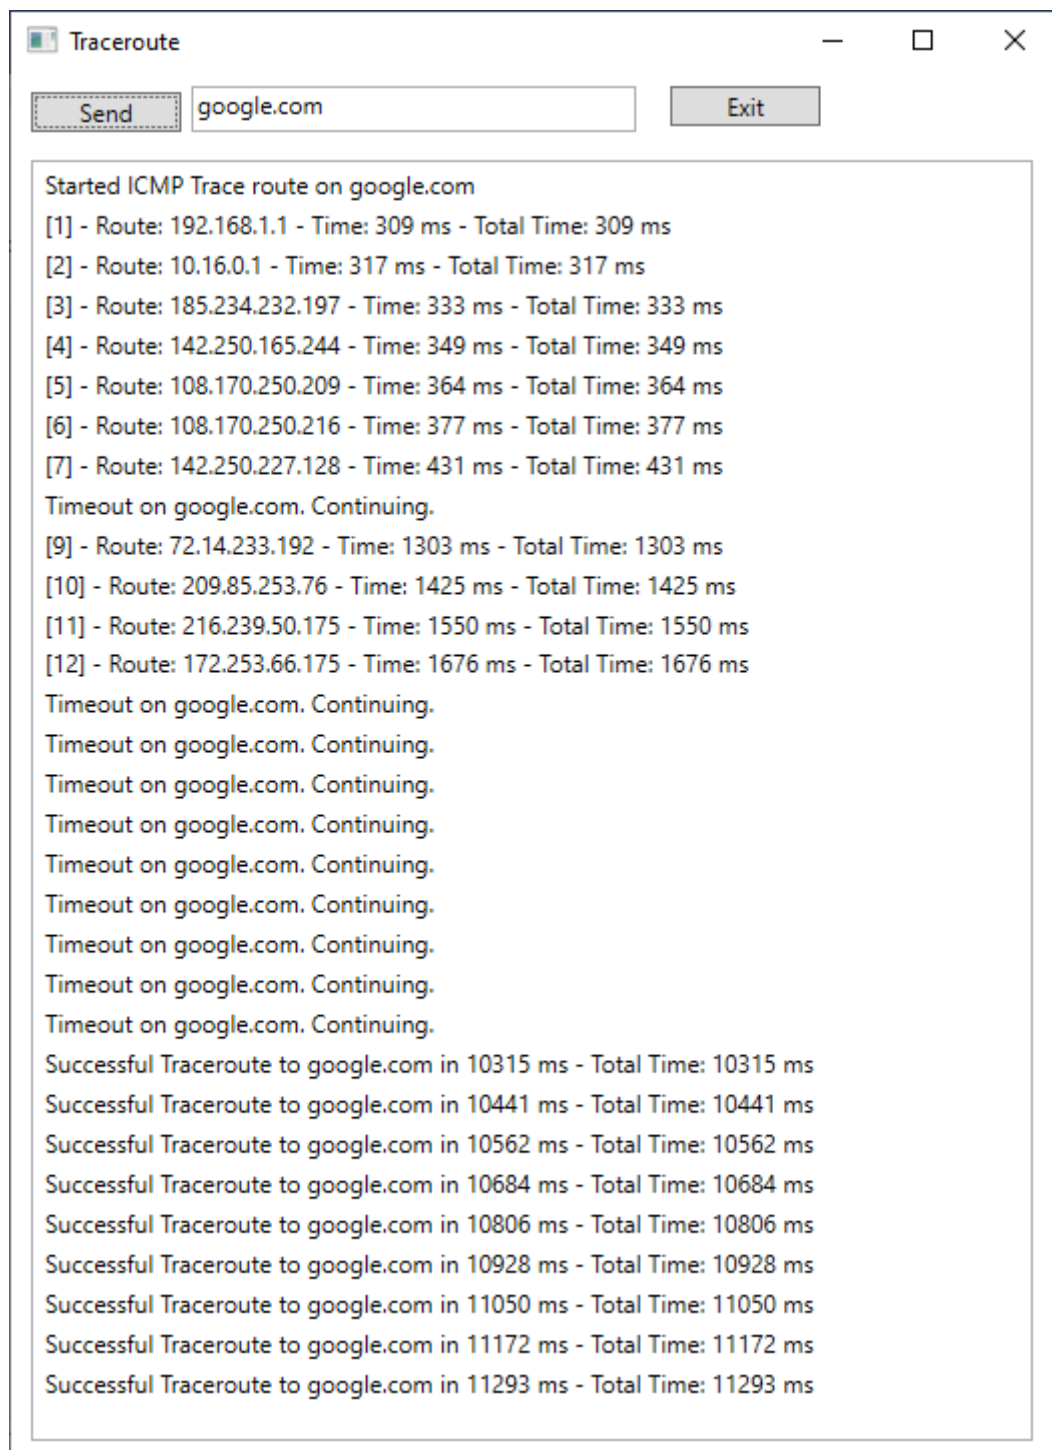 Traceroute
Send google.com Exit
Started ICMP Trace route on google.com
[1] - Route: 192.168.1.1 - Time: 309 ms - Total Time: 309 ms
[2] - Route: 10.16.0.1 - Time: 317 ms - Total Time: 317 ms
[3] - Route: 185.234.232.197 - Time: 333 ms - Total Time: 333 ms
[4] - Route: 142.250.165.244 - Time: 349 ms - Total Time: 349 ms
[5] - Route: 108.170.250.209 - Time: 364 ms - Total Time: 364 ms
[6] - Route: 108.170.250.216 - Time: 377 ms - Total Time: 377 ms
[7] - Route: 142.250.227.128 - Time: 431 ms - Total Time: 431 ms
Timeout on google.com. Continuing.
[9] - Route: 72.14.233.192 - Time: 1303 ms - Total Time: 1303 ms
[10] - Route: 209.85.253.76 - Time: 1425 ms - Total Time: 1425 ms
[11] - Route: 216.239.50.175 - Time: 1550 ms - Total Time: 1550 ms
[12] - Route: 172.253.66.175 - Time: 1676 ms - Total Time: 1676 ms
Timeout on google.com. Continuing.
Timeout on google.com. Continuing.
Timeout on google.com. Continuing.
Timeout on google.com. Continuing.
Timeout on google.com. Continuing.
Timeout on google.com. Continuing.
Timeout on google.com. Continuing.
Timeout on google.com. Continuing.
Timeout on google.com. Continuing.
Successful Traceroute to google.com in 10315 ms - Total Time: 10315 ms
Successful Traceroute to google.com in 10441 ms - Total Time: 10441 ms
Successful Traceroute to google.com in 10562 ms - Total Time: 10562 ms
Successful Traceroute to google.com in 10684 ms - Total Time: 10684 ms
Successful Traceroute to google.com in 10806 ms - Total Time: 10806 ms
Successful Traceroute to google.com in 10928 ms - Total Time: 10928 ms
Successful Traceroute to google.com in 11050 ms - Total Time: 11050 ms
Successful Traceroute to google.com in 11172 ms - Total Time: 11172 ms
Successful Traceroute to google.com in 11293 ms - Total Time: 11293 ms